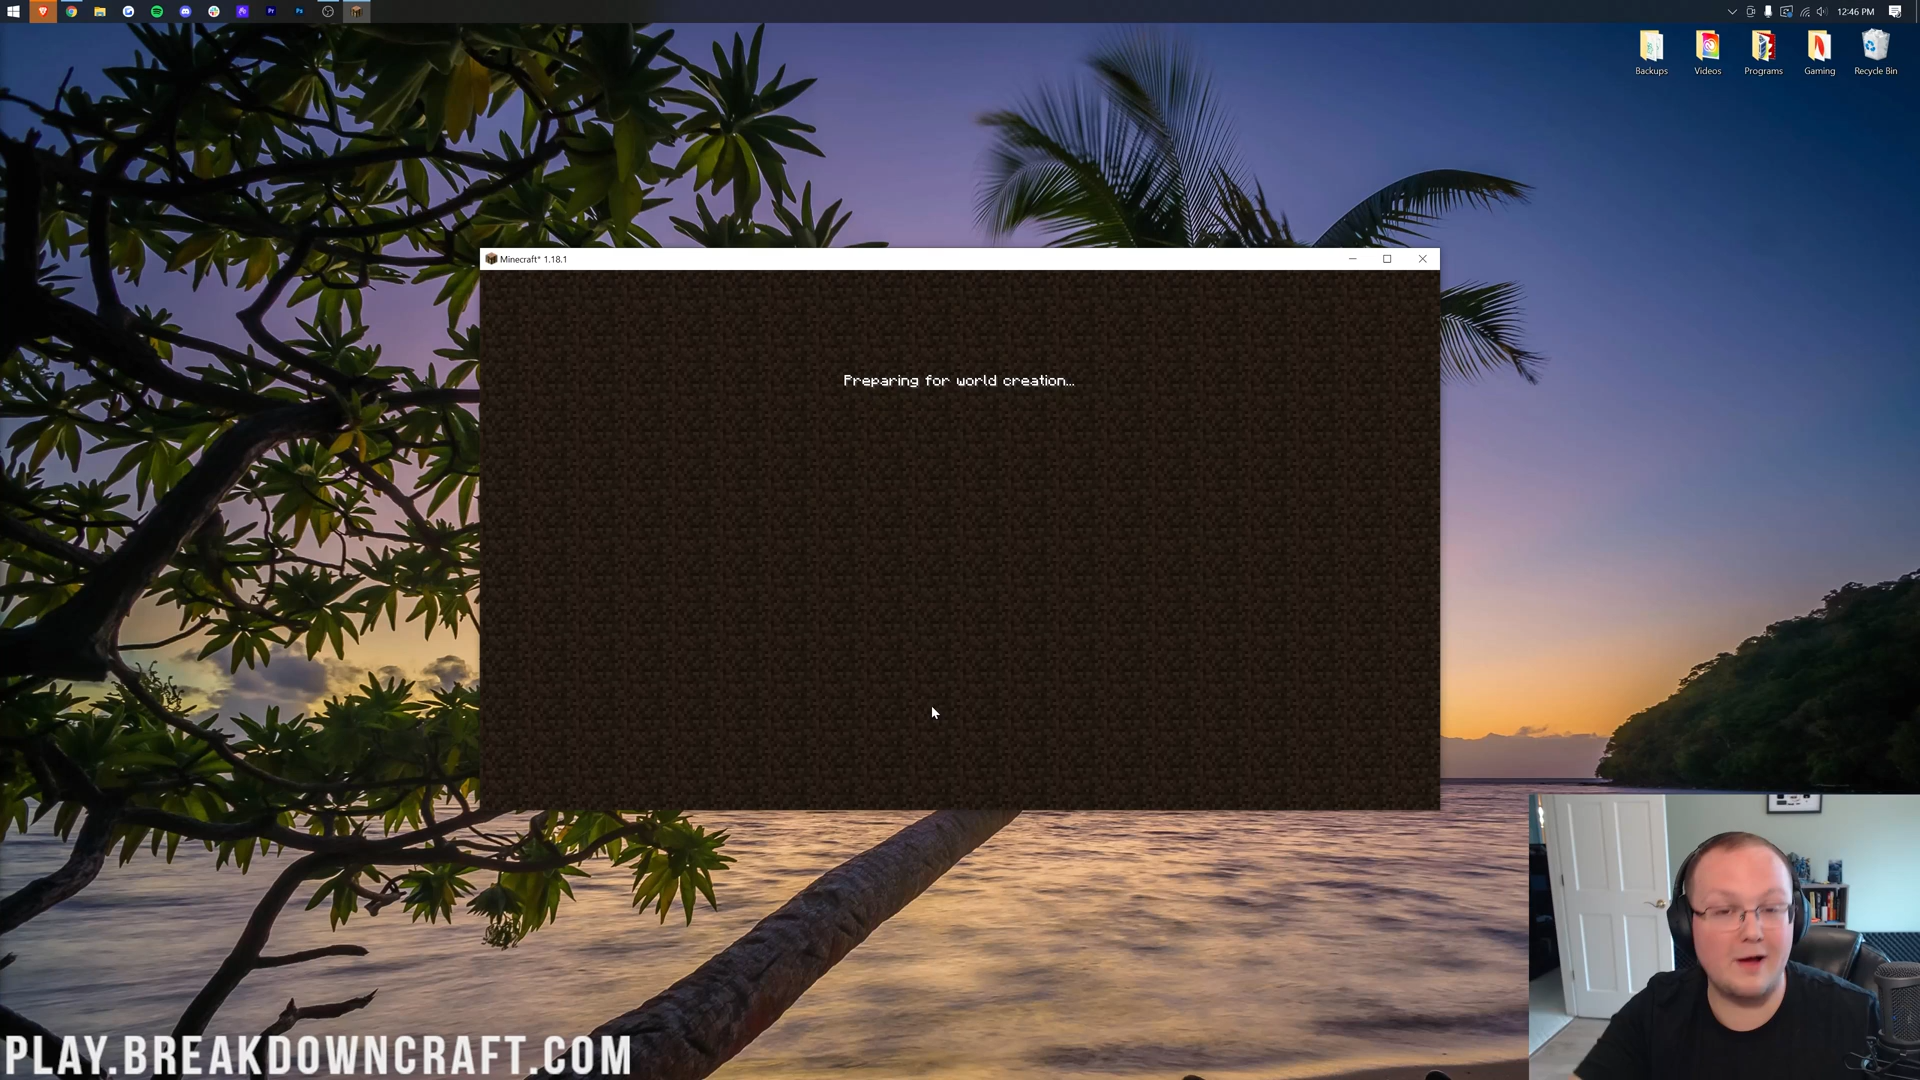 12:46 PM
Backups
Videos
Programs
Gaming
Recycle Bin
Minecraft* 1.18.1
Preparing for world creation...
PLAY.BREAKDOWNCRAFT.COM